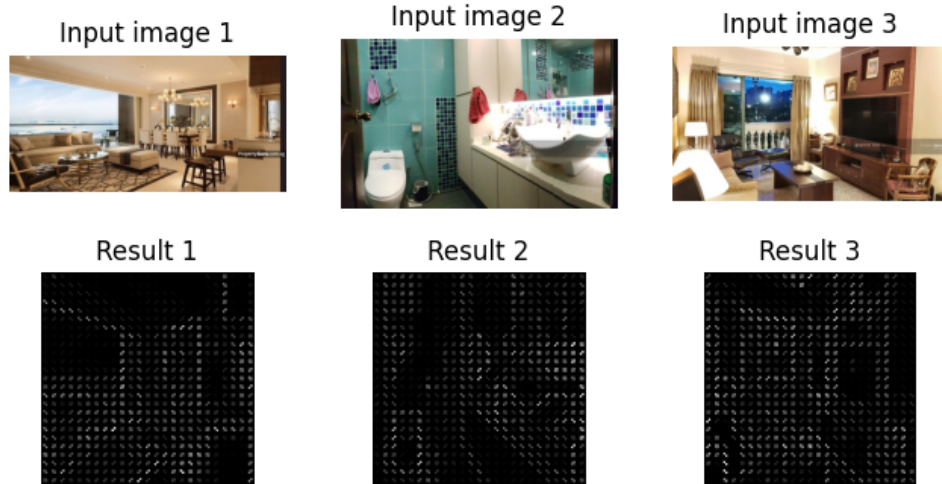 Input image 1
Input image 2
Input image 3
Result 1
Result 2
Result 3